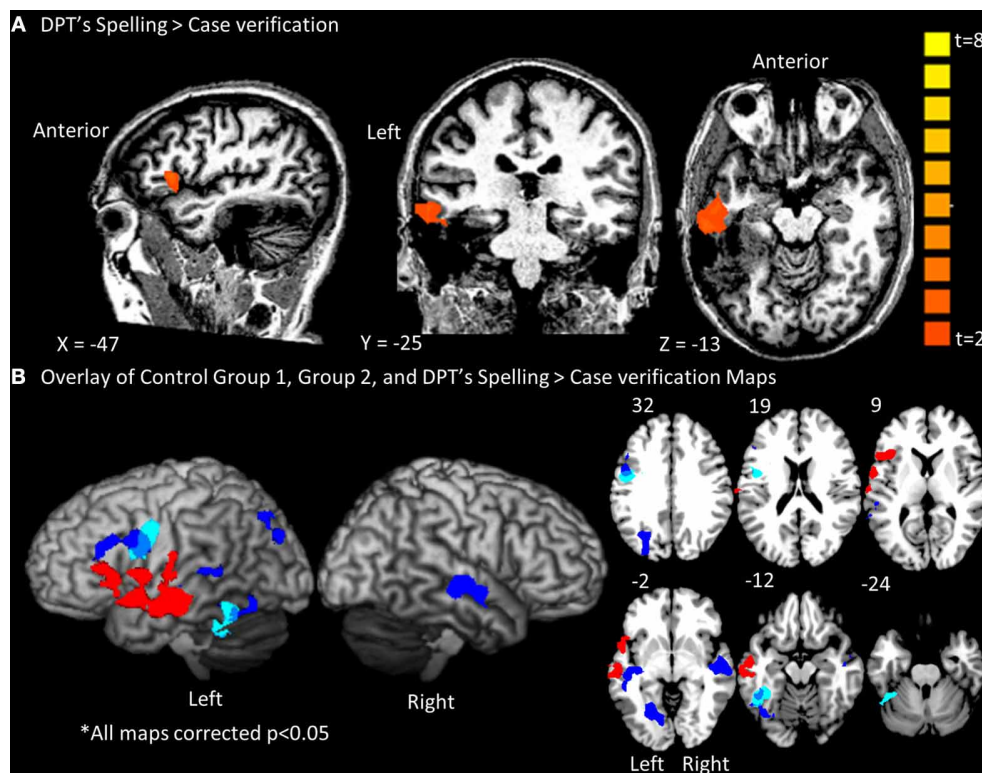 A DPT's Spelling > Case verification
t=8
Anterior
Anterior
Left
X = -47
Y = -25
Z = -13
t=2
B Overlay of Control Group 1, Group 2, and DPT's Spelling > Case verification Maps
32
19
9
-2
-12
-24
Left
Right
*All maps corrected p<0.05
Left
Right